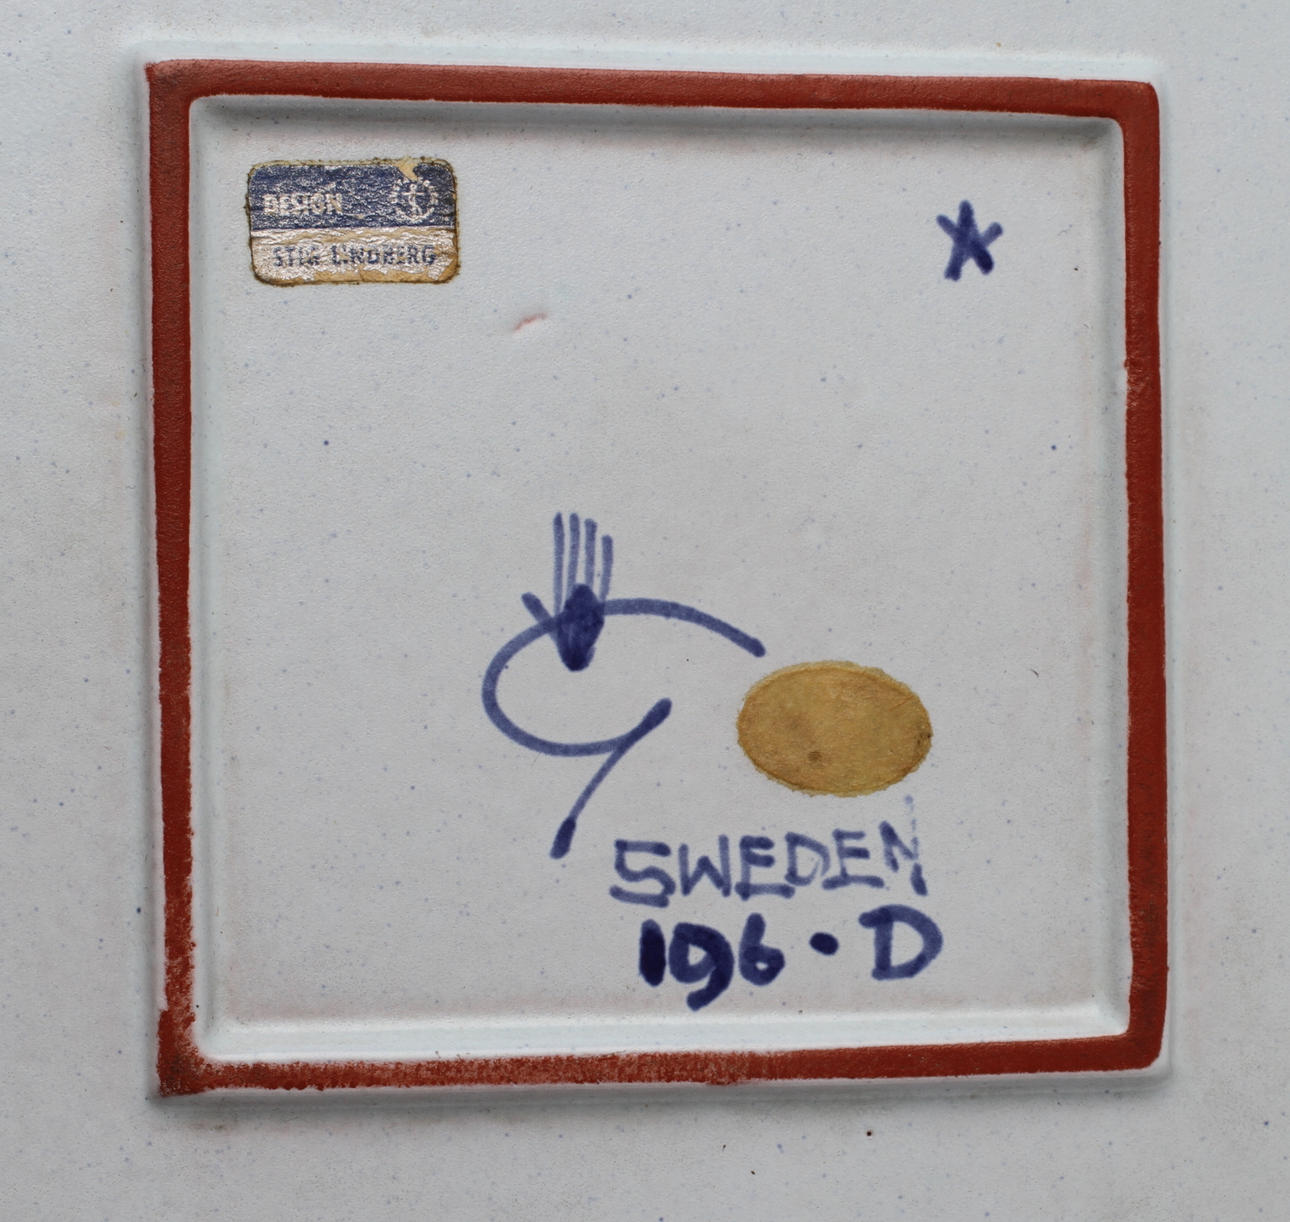 DESIGN
STIG LINDBERG
SWEDEN
196 • D